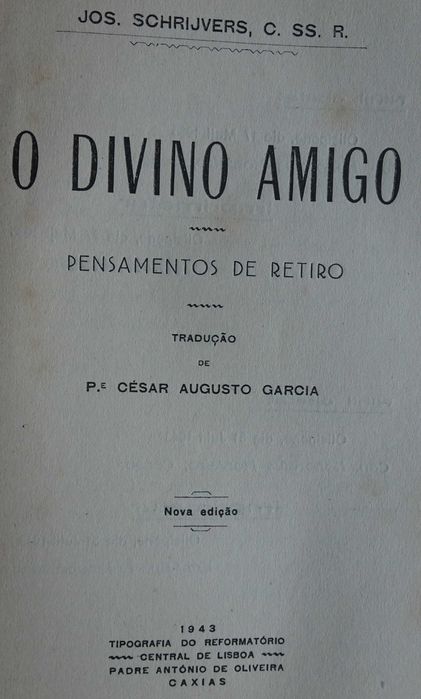 JOS. SCHRIJVERS, C. SS. R.
O DIVINO AMIGO
PENSAMENTOS DE RETIRO
TRADUÇÃO
DE
P.E CÉSAR AUGUSTO GARCIA
Nova edição
1943
TIPOGRAFIA DO REFORMATÓRIO
CENTRAL DE LISBOA
PADRE ANTÓNIO DE OLIVEIRA
CAXIAS